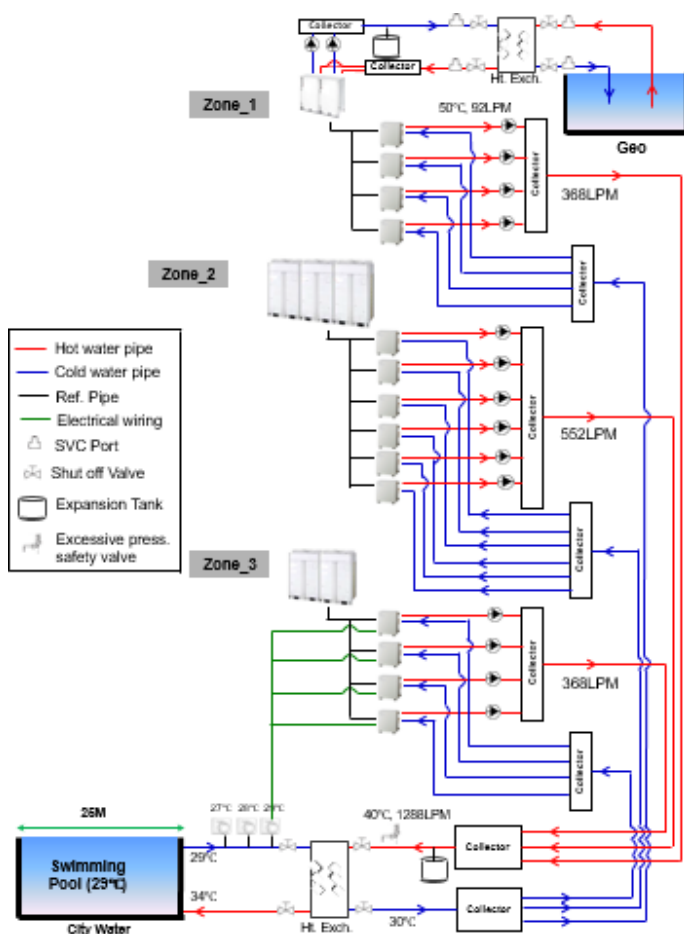 Collector
Collector
Ht. Exch.
Geo
Zone_1
50℃, 92LPM
Collector
368LPM
Collector
Zone_2
Hot water pipe
Cold water pipe
Ref. Pipe
Electrical wiring
SVC Port
Shut off Valve
Expansion Tank
Excessive press.
safety valve
Collector
552LPM
Collector
Zone_3
Collector
368LPM
Collector
25M
27℃
28℃
29℃
40℃, 1288LPM
Swimming
Pool (29℃)
29℃
34℃
City Water
Ht. Exch.
30℃
Collector
Collector